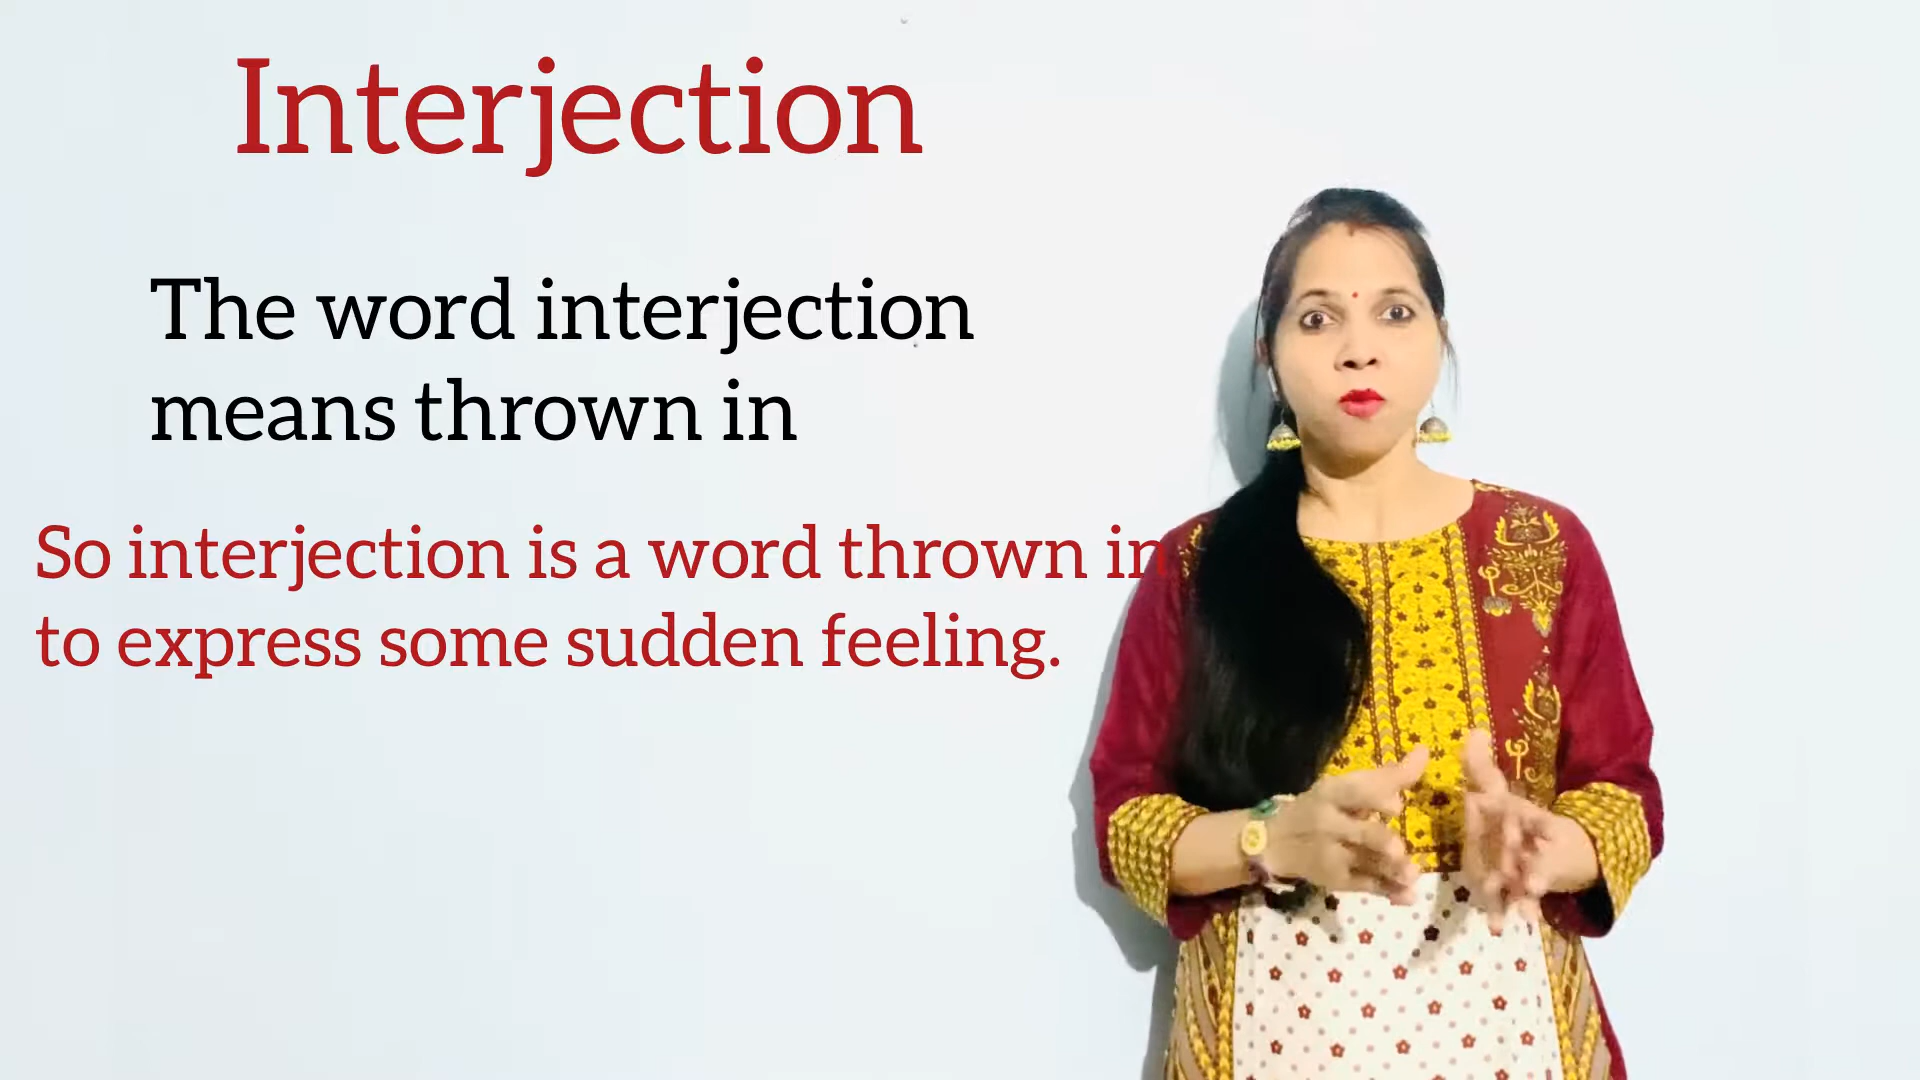 Interjection
The word interjection
means thrown in
So interjection is a word thrown in
to express some sudden feeling.